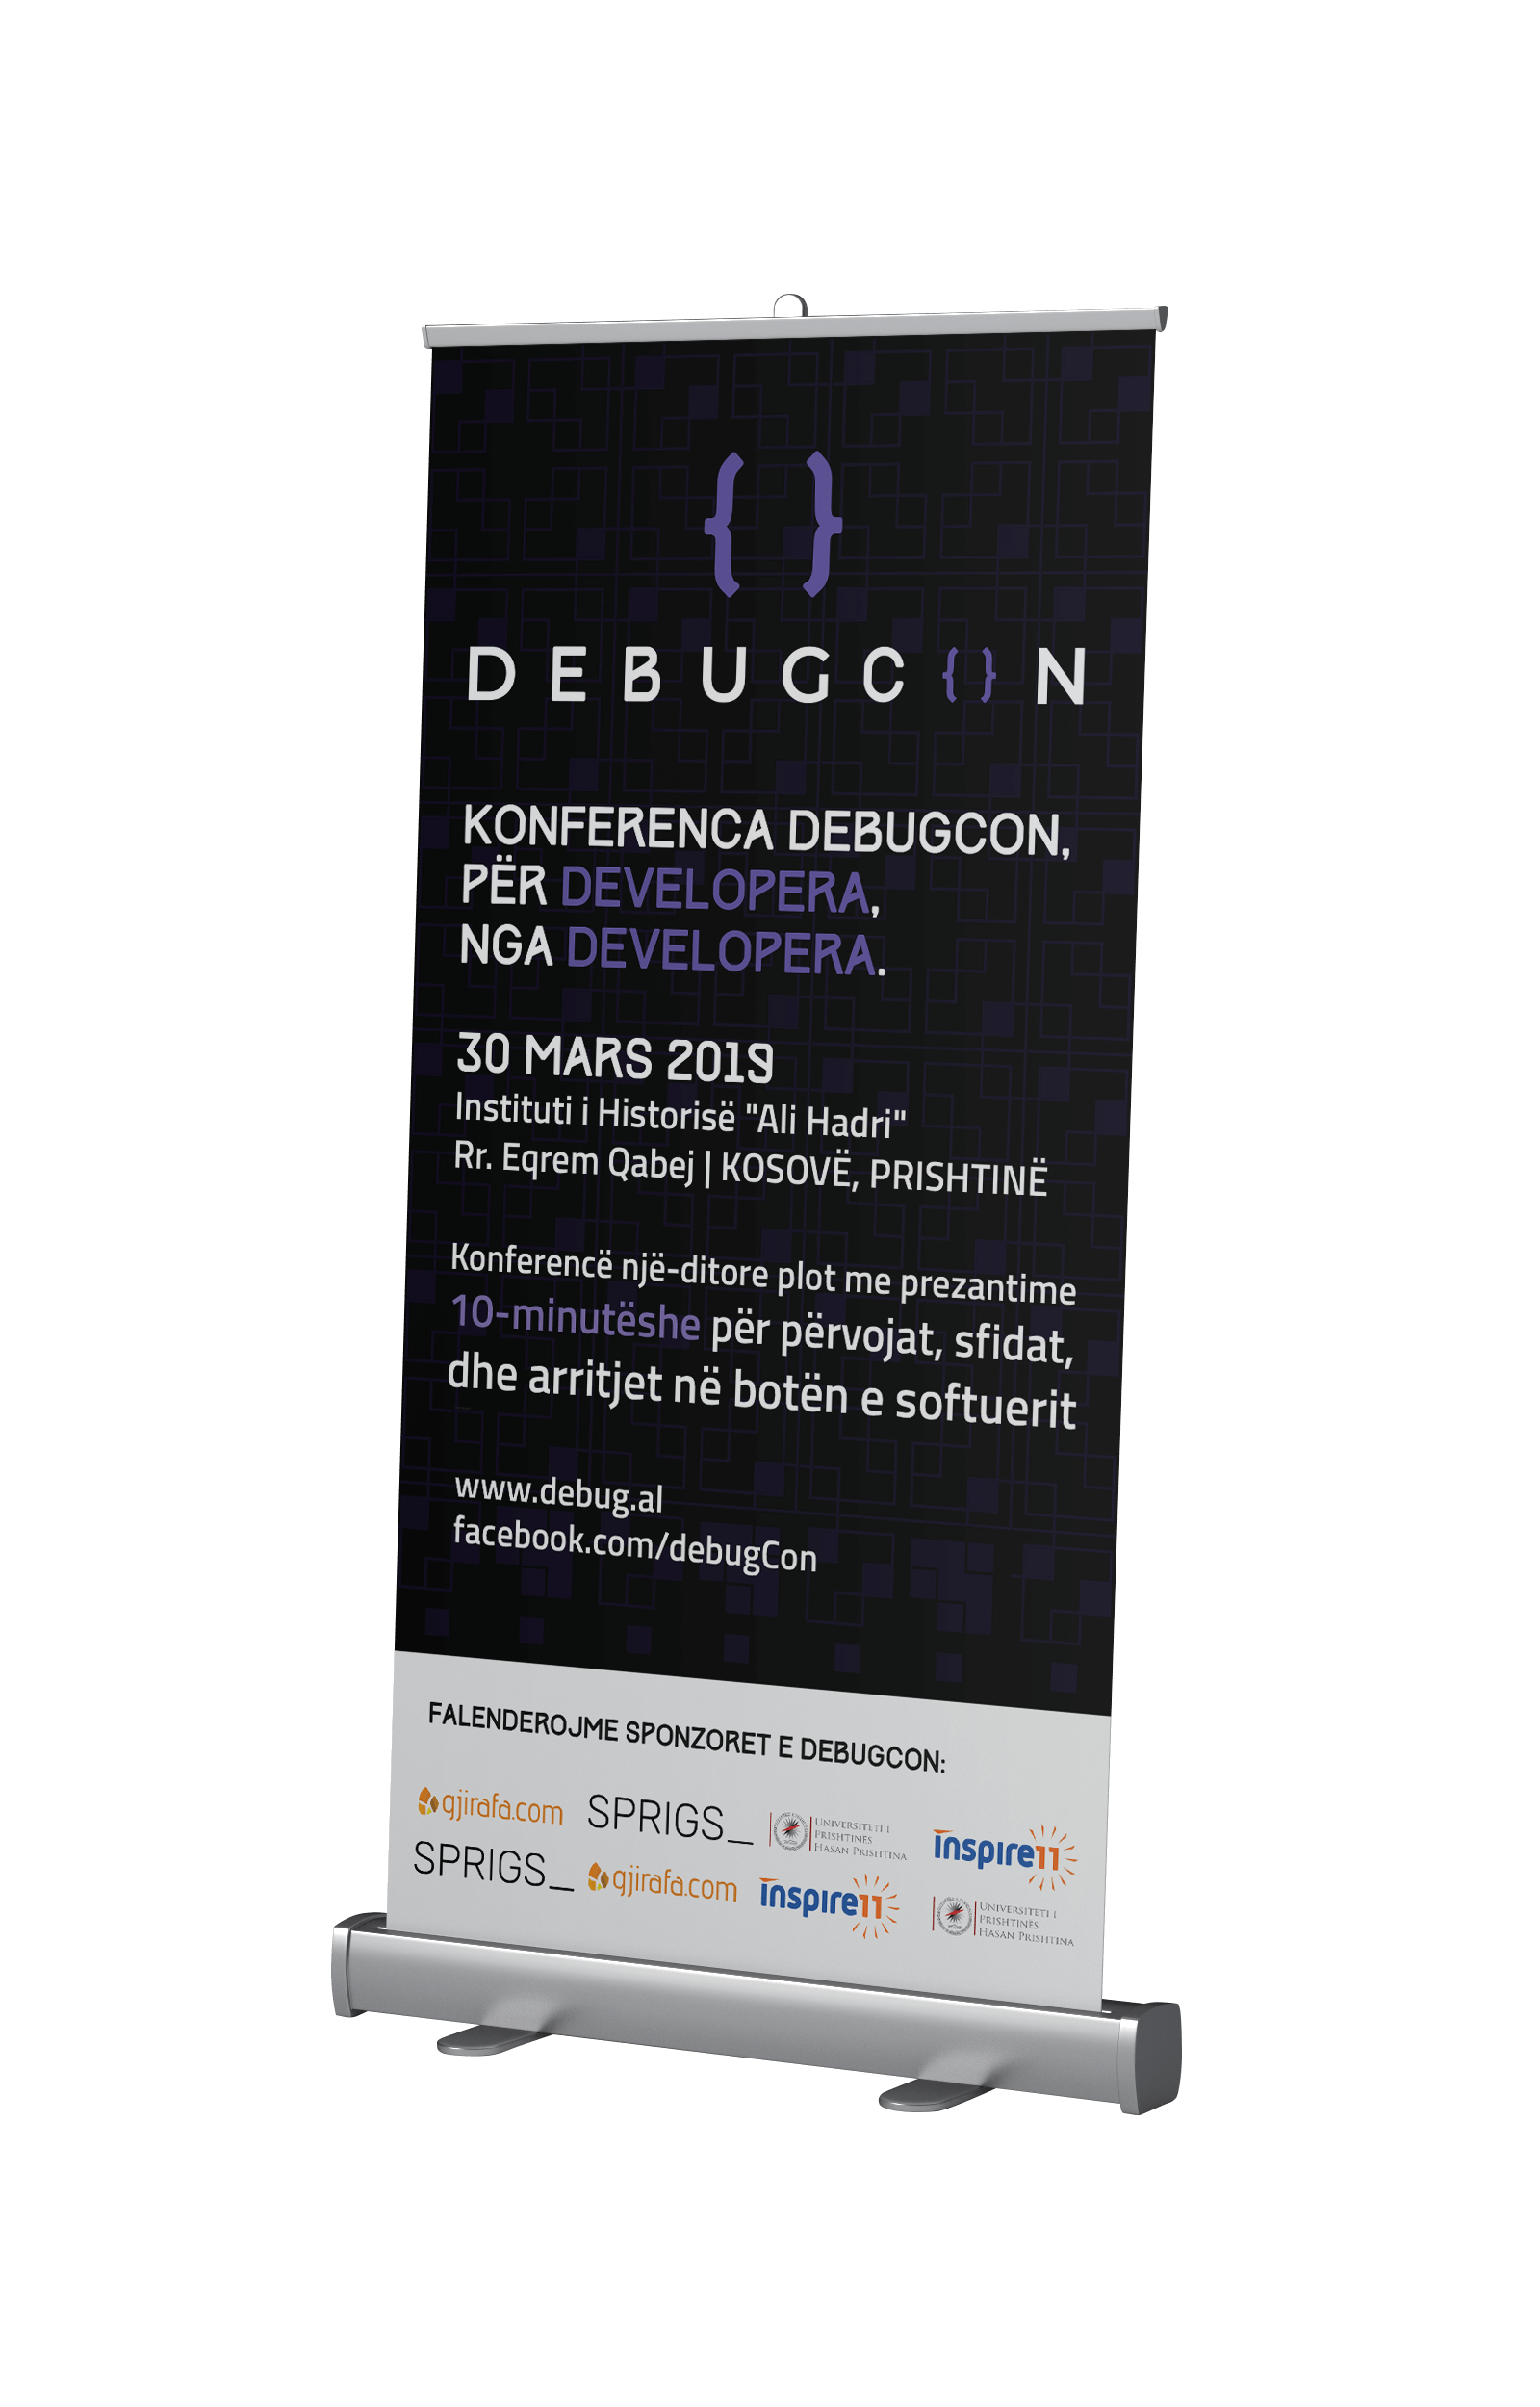 { }
DEBUGC{}N
KONFERENCA DEBUGCON,
PËR DEVELOPERA,
NGA DEVELOPERA.
30 MARS 2019
Instituti i Historisë "Ali Hadri"
Rr. Eqrem Qabej | KOSOVË, PRISHTINË
Konferencë një-ditore plot me prezantime
10-minutëshe për përvojat, sfidat,
dhe arritjet në botën e softuerit
www.debug.al
facebook.com/debugCon
FALENDEROJME SPONZORET E DEBUGCON:
gjirafa.com
SPRIGS_
UNIVERSITETI I
PRISHTINËS
HASAN PRISHTINA
inspire11
SPRIGS_
gjirafa.com
inspire11
UNIVERSITETI I
PRISHTINËS
HASAN PRISHTINA